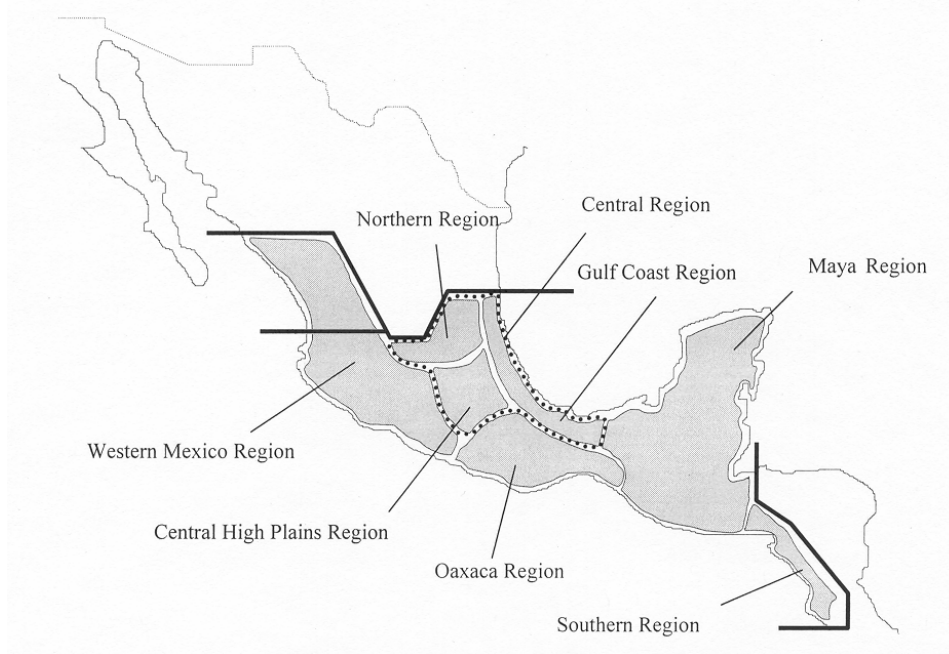 Central Region
Northern Region
Gulf Coast Region
Maya Region
Western Mexico Region
Central High Plains Region
Oaxaca Region
Southern Region